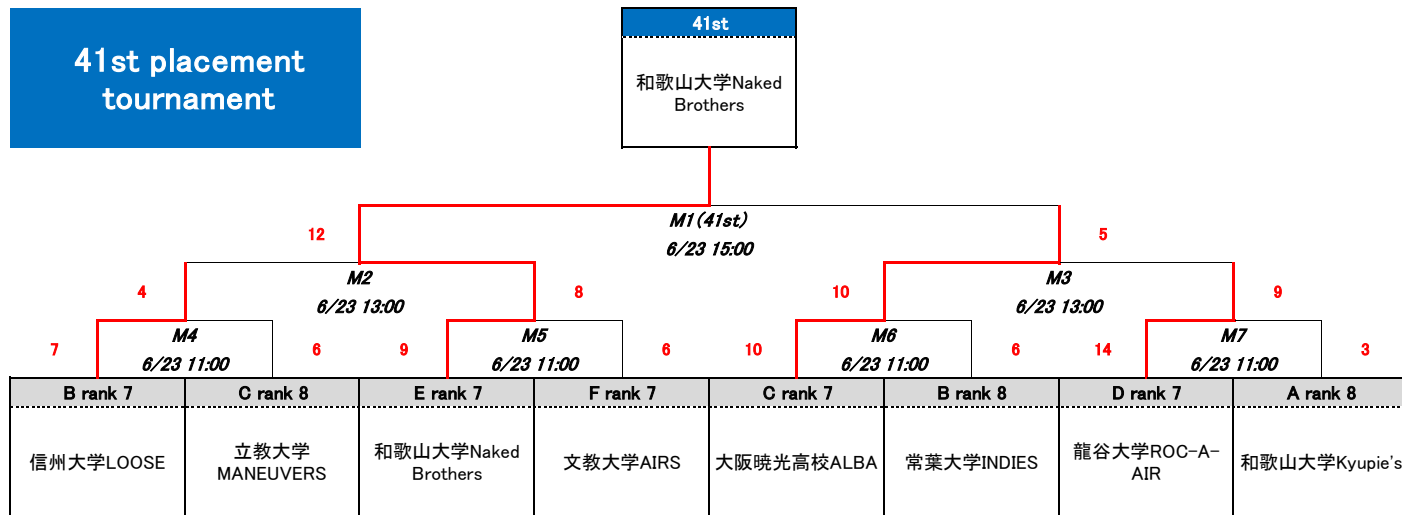 41st placement
tournament
41st
和歌山大学Naked
Brothers
M1(41st)
12
5
6/23 15:00
M2
M3
4
8
10
9
6/23 13:00
6/23 13:00
M4
M5
M6
M7
7
6
9
6
10
6
14
3
6/23 11:00
6/23 11:00
6/23 11:00
6/23 11:00
B rank 7
C rank 8
E rank 7
F rank 7
C rank 7
B rank 8
D rank 7
A rank 8
信州大学LOOSE
立教大学
MANEUVERS
和歌山大学Naked
Brothers
文教大学AIRS
大阪暁光高校ALBA
常葉大学INDIES
龍谷大学ROC-A-
AIR
和歌山大学Kyupie's